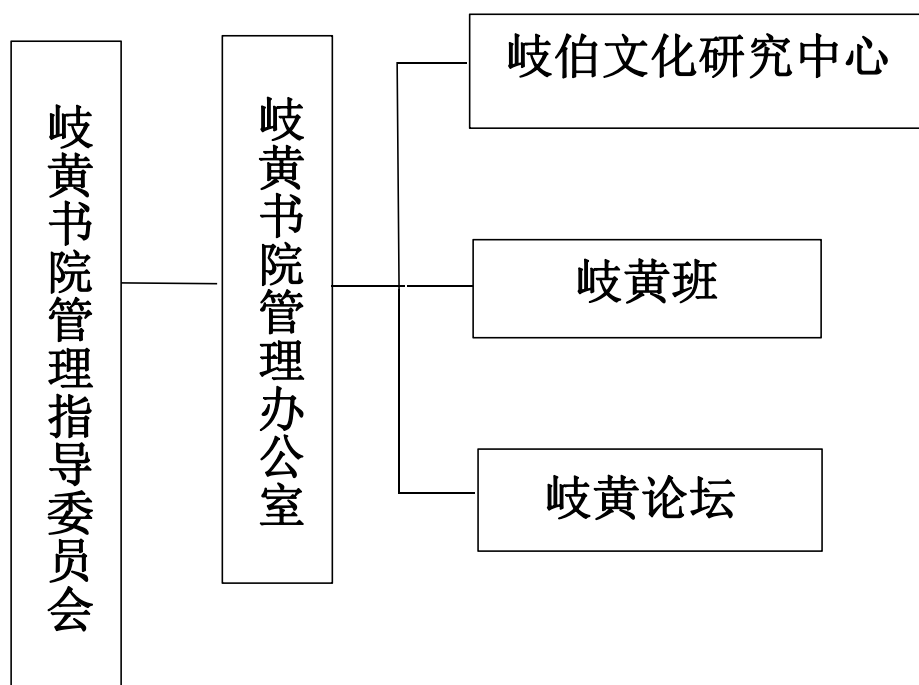 岐黄书院管理指导委员会
岐黄书院管理办公室
岐伯文化研究中心
岐黄班
岐黄论坛